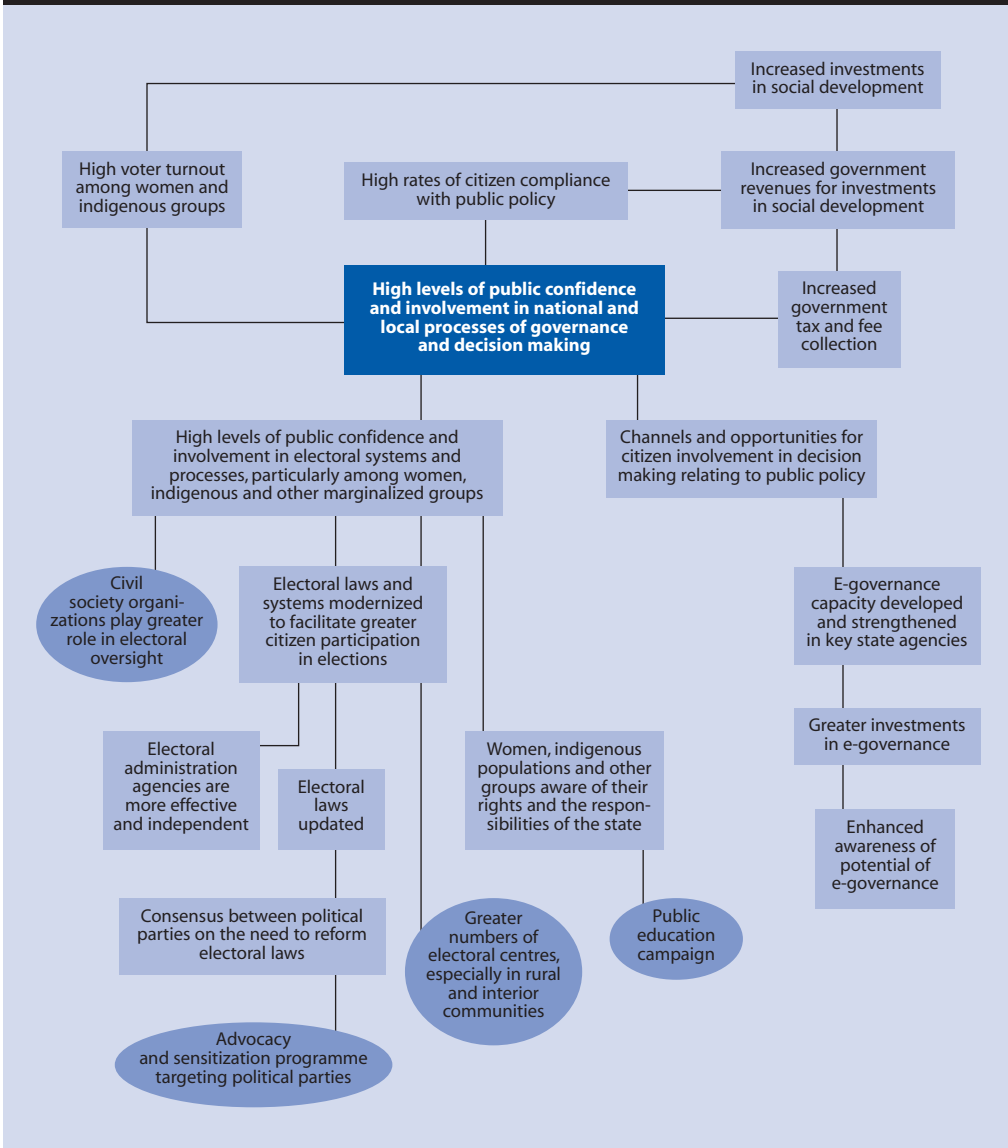 Increased investments
in social development
High voter turnout
among women and
indigenous groups
High rates of citizen compliance
with public policy
Increased government
revenues for investments
in social development
High levels of public confidence
and involvement in national and
local processes of governance
and decision making
Increased
government
tax and fee
collection
High levels of public confidence and
involvement in electoral systems and
processes, particularly among women,
indigenous and other marginalized groups
Channels and opportunities for
citizen involvement in decision
making relating to public policy
Civil
society organi-
zations play greater
role in electoral
oversight
Electoral laws and
systems modernized
to facilitate greater
citizen participation
in elections
E-governance
capacity developed
and strengthened
in key state agencies
Electoral
administration
agencies are
more effective
and independent
Electoral
laws
updated
Women, indigenous
populations and other
groups aware of their
rights and the respon-
sibilities of the state
Greater investments
in e-governance
Enhanced
awareness of
potential of
e-governance
Consensus between political
parties on the need to reform
electoral laws
Greater
numbers of
electoral centres,
especially in rural
and interior
communities
Public
education
campaign
Advocacy
and sensitization programme
targeting political parties